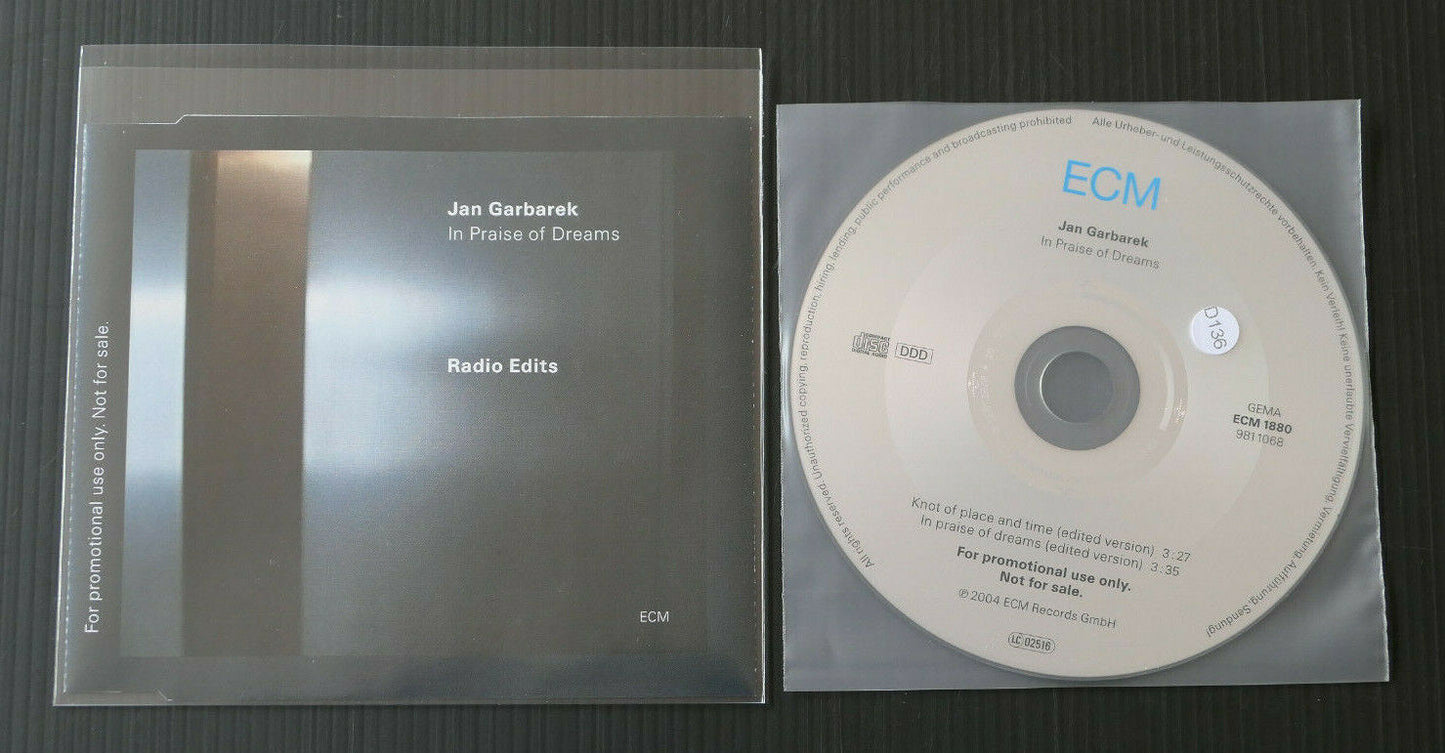 For promotional use only. Not for sale.
Jan Garbarek
In Praise of Dreams
Radio Edits
ECM
All rights reserved. Unauthorized copying, reproduction, hiring, lending, public performance and broadcasting prohibited
Alle Urheber- und Leistungsschutzrechte vorbehalten. Kein Verleih! Keine unerlaubte Vervielfältigung, Vermietung, Aufführung, Sendung!
ECM
Jan Garbarek
In Praise of Dreams
COMPACT
disc
DIGITAL AUDIO
DDD
D136
GEMA
ECM 1880
9811068
Knot of place and time (edited version) 3:27
In praise of dreams (edited version) 3:35
For promotional use only.
Not for sale.
℗ 2004 ECM Records GmbH
LC 02516